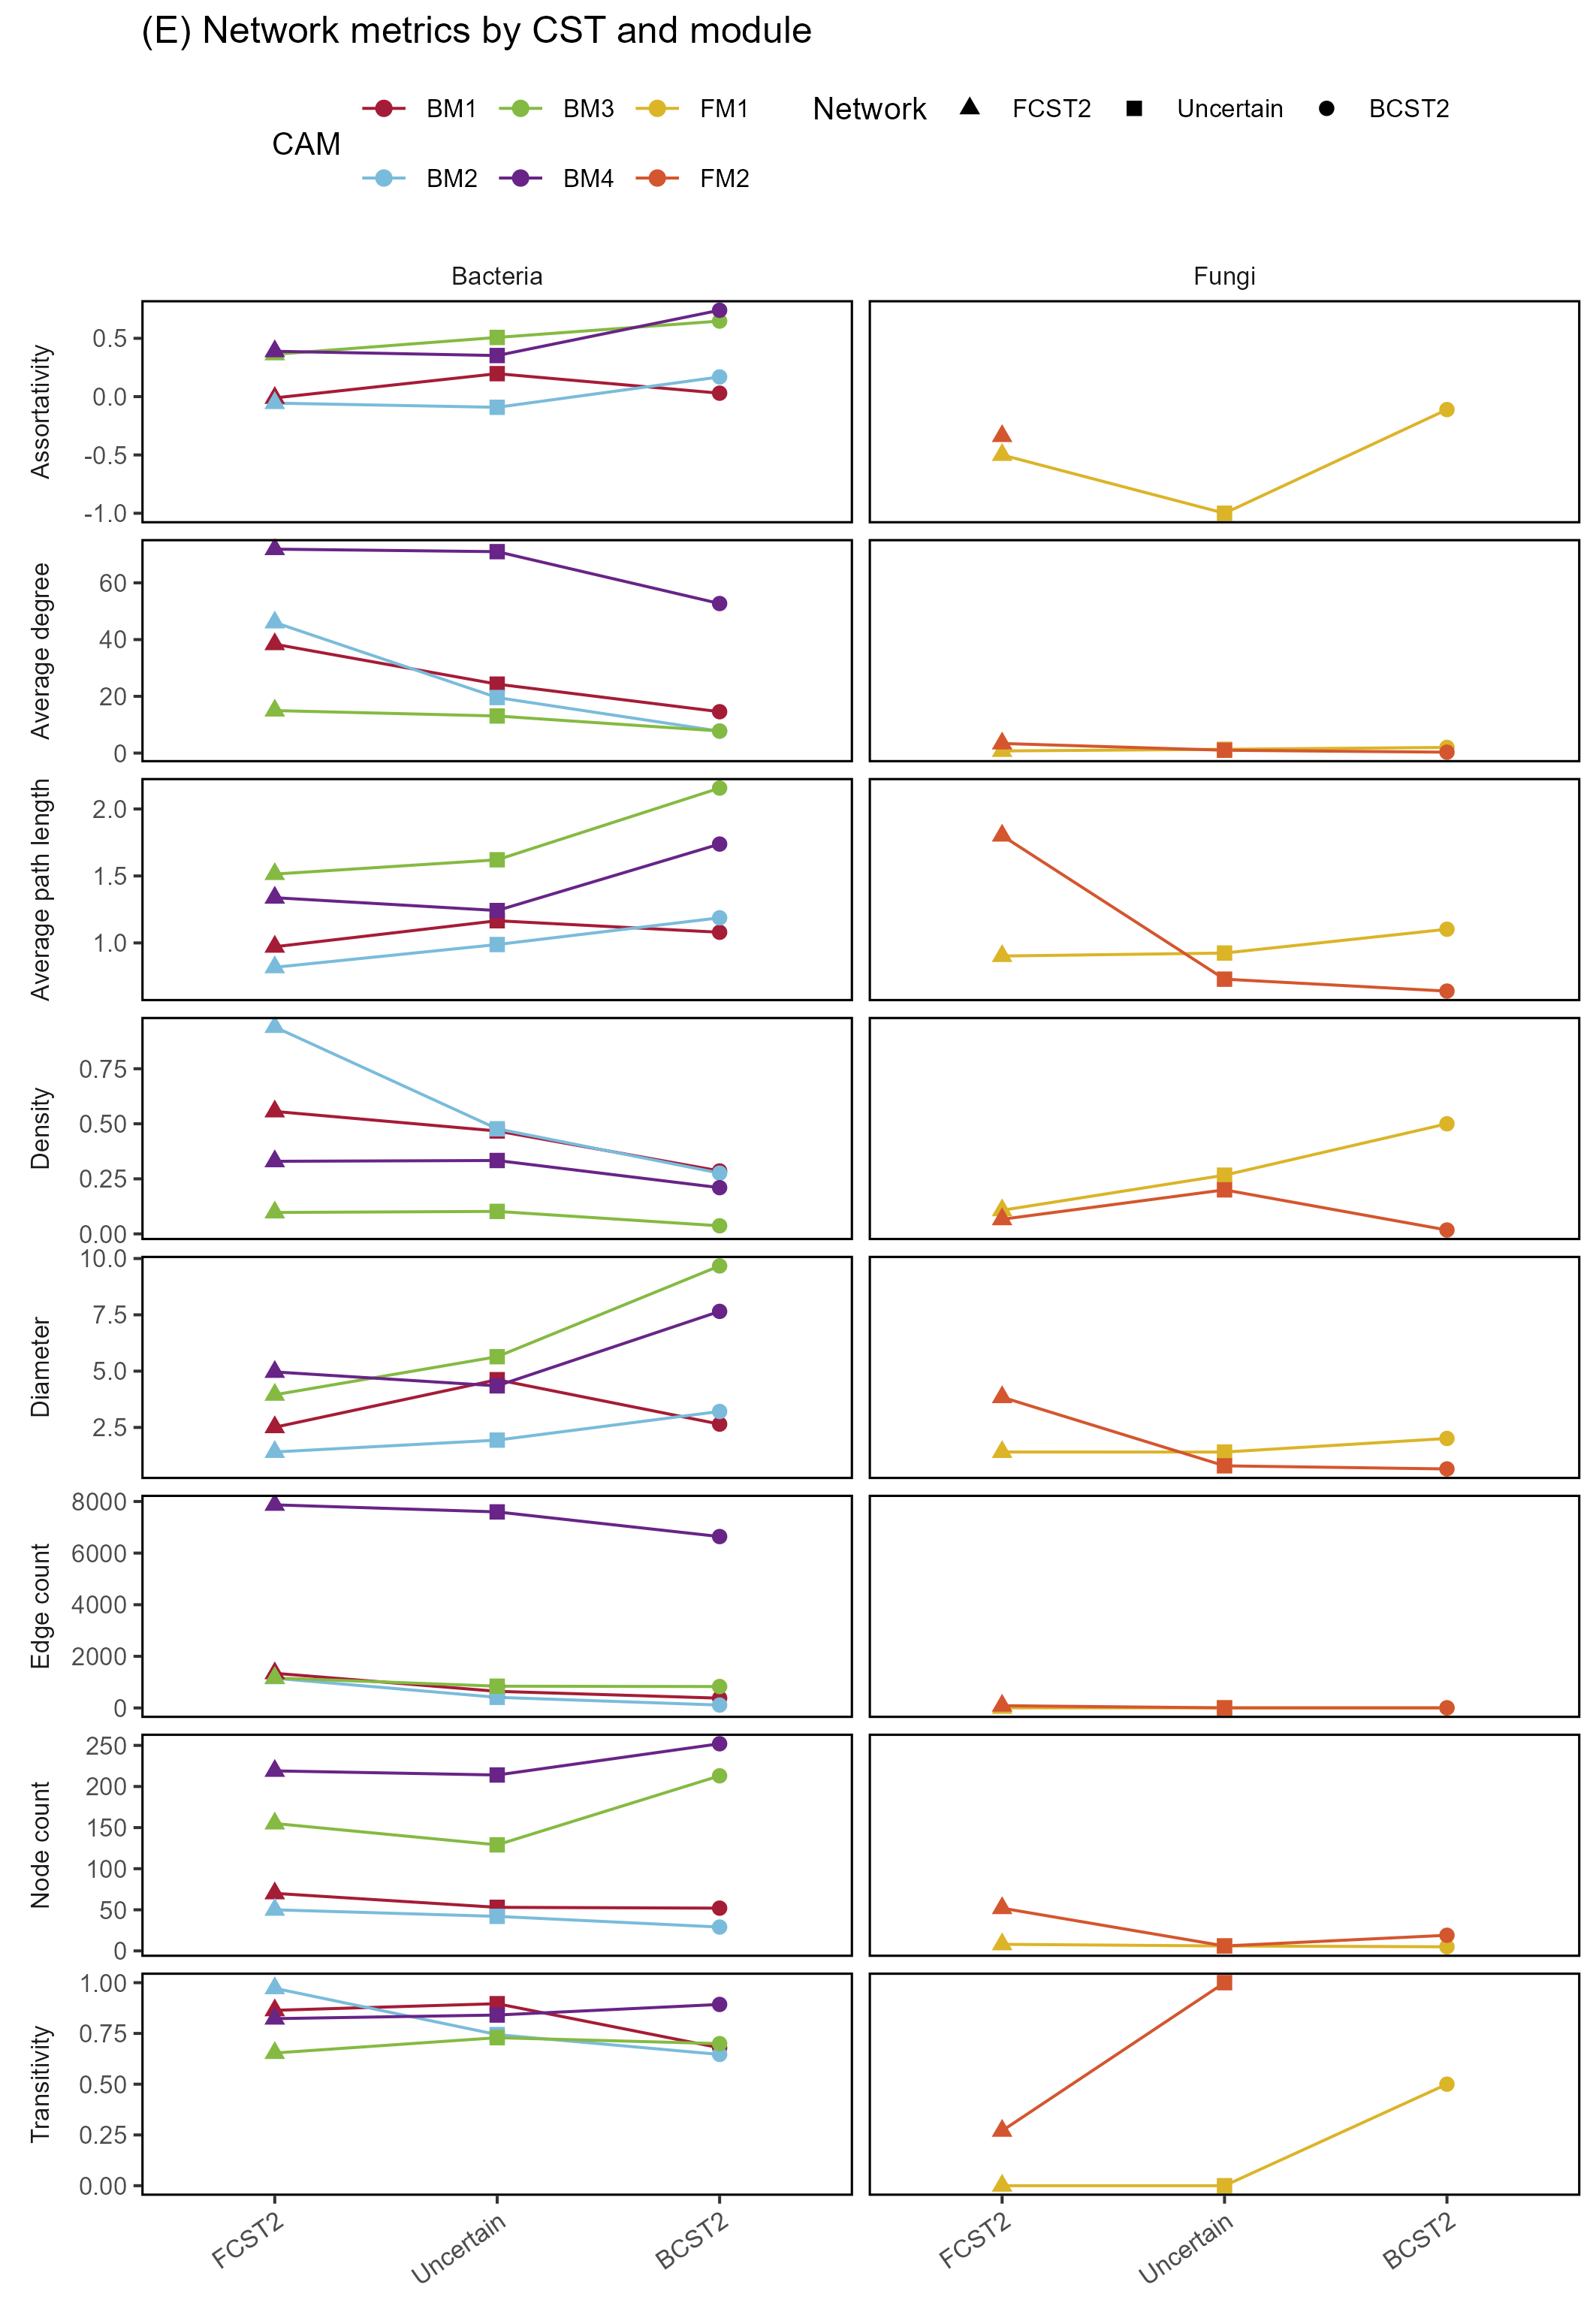 (E) Network metrics by CST and module
CAM
BM1
BM3
FM1
BM2
BM4
FM2
Network
FCST2
Uncertain
BCST2
Bacteria
Fungi
Assortativity
0.5
0.0
-0.5
-1.0
Average degree
60
40
20
0
Average path length
2.0
1.5
1.0
Density
0.75
0.50
0.25
0.00
Diameter
10.0
7.5
5.0
2.5
Edge count
8000
6000
4000
2000
0
Node count
250
200
150
100
50
0
Transitivity
1.00
0.75
0.50
0.25
0.00
FCST2
Uncertain
BCST2
FCST2
Uncertain
BCST2